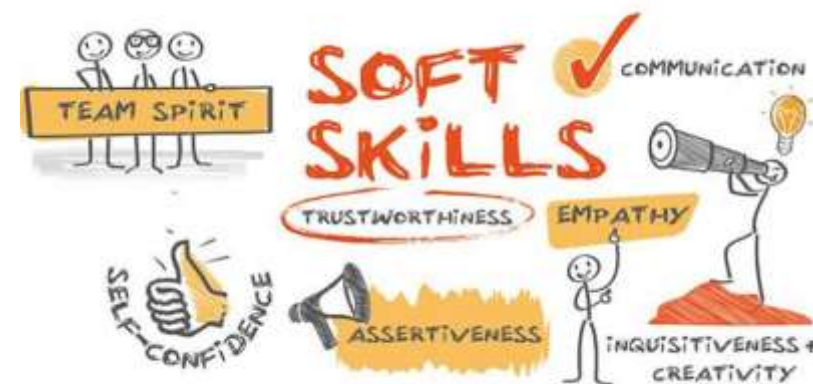 SOFT
SKILLS
COMMUNICATION
TEAM SPIRIT
TRUSTWORTHINESS
EMPATHY
SELF-CONFIDENCE
ASSERTIVENESS
INQUISITIVENESS +
CREATIVITY